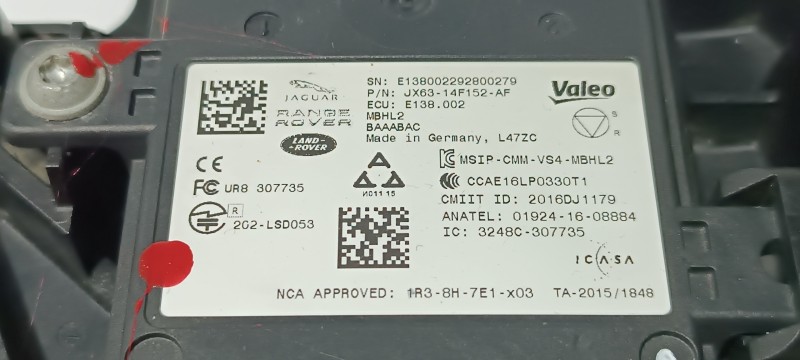 SN: E138002292800279
P/N: JX63-14F152-AF
ECU: E138.002
MBHL2
BAAABAC
Made in Germany, L47ZC
JAGUAR
RANGE
ROVER
LAND-
ROVER
Valeo
S
R
CE
FC UR8 307735
R
202-LSD053
N011 15
MSIP-CMM-VS4-MBHL2
CCAE16LP0330T1
CMIIT ID: 2016DJ1179
ANATEL: 01924-16-08884
IC: 3248C-307735
ICASA
NCA APPROVED: 1R3-8H-7E1-x03 TA-2015/1848